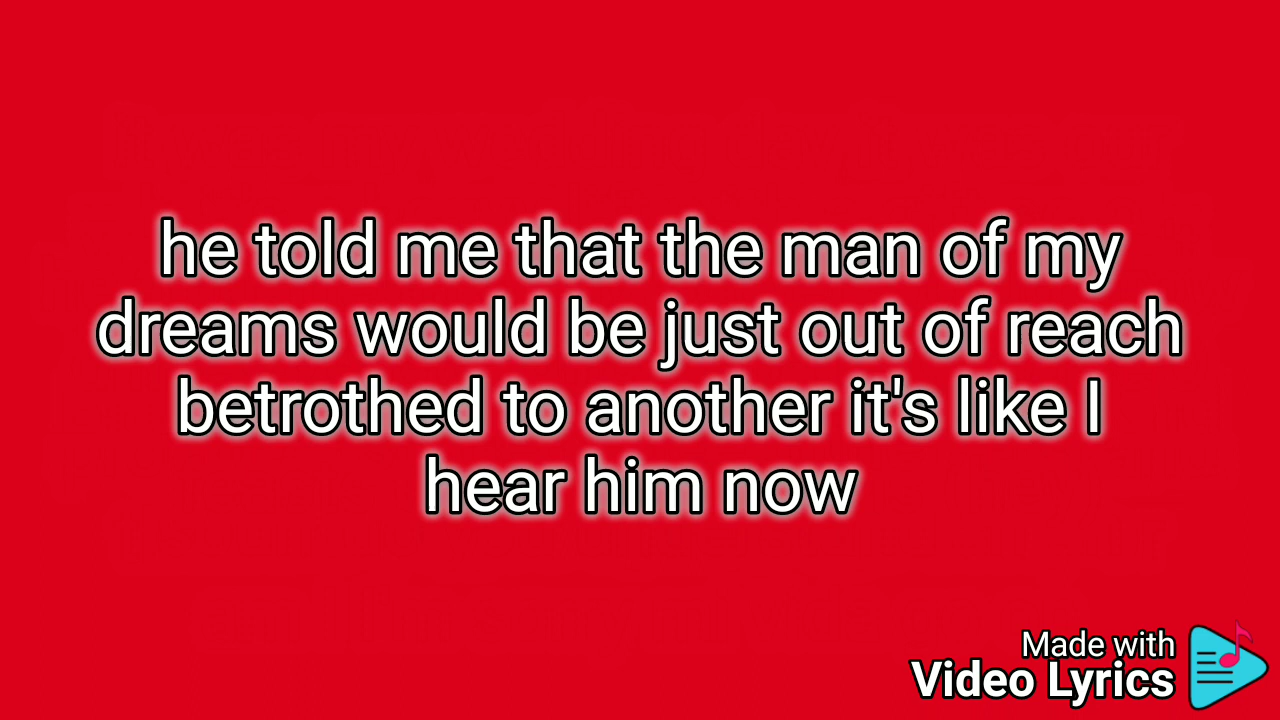 he told me that the man of my
dreams would be just out of reach
betrothed to another it's like I
hear him now
Made with
Video Lyrics